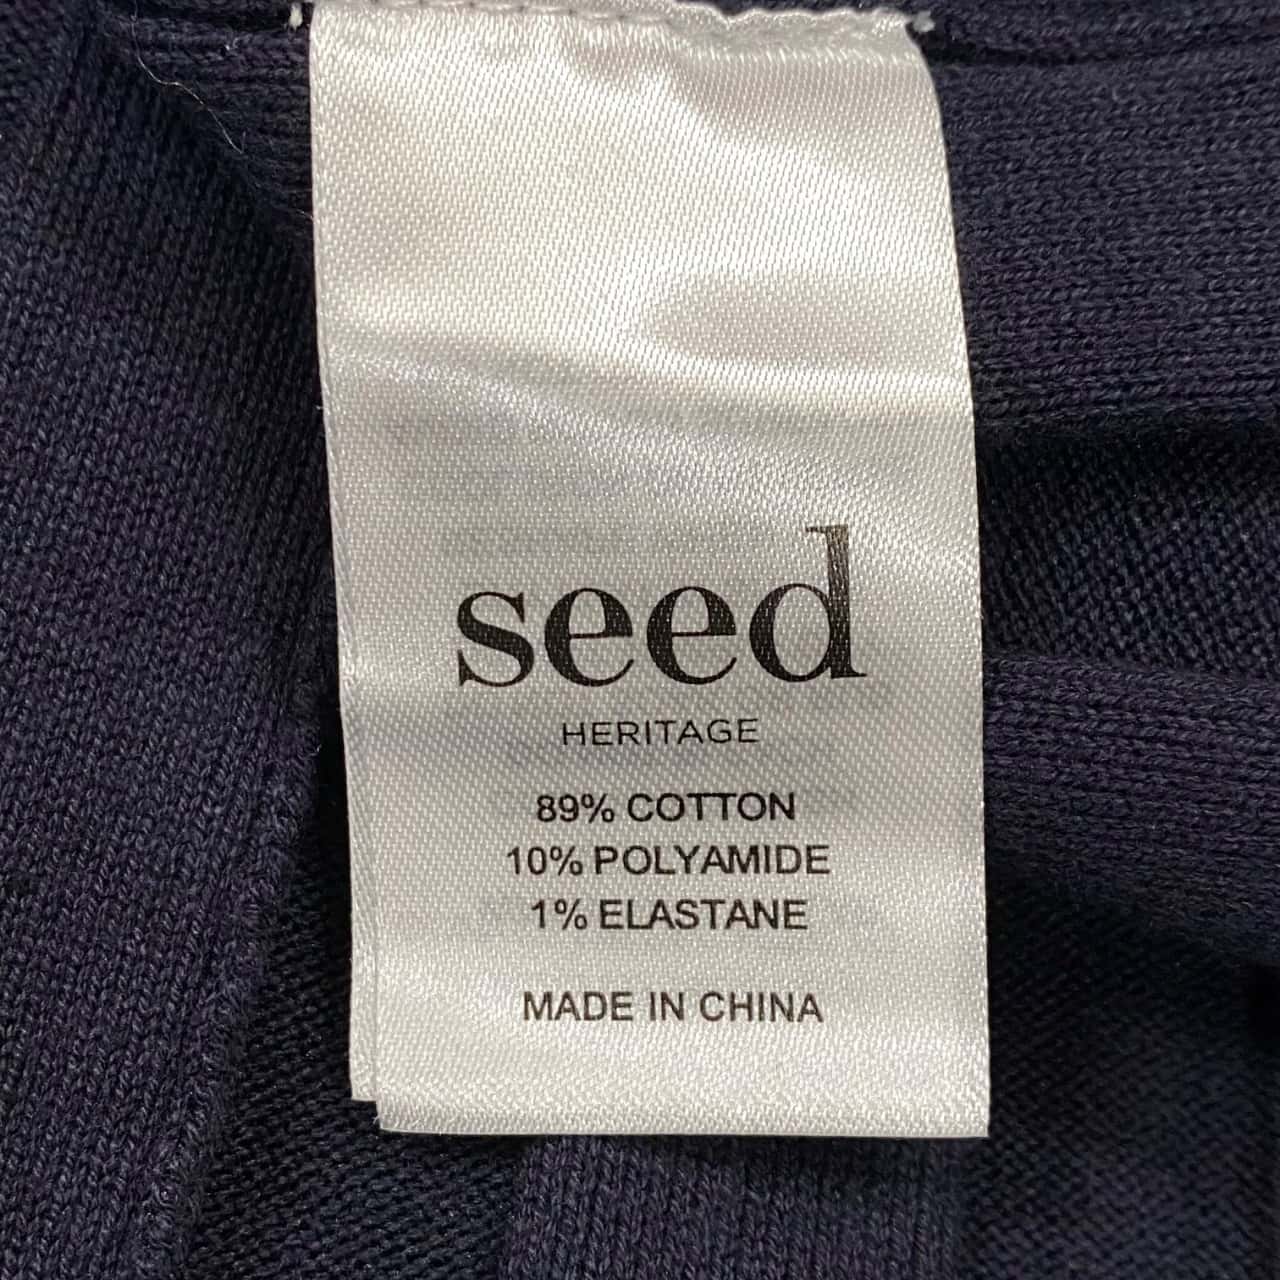 seed
HERITAGE
89% COTTON
10% POLYAMIDE
1% ELASTANE
MADE IN CHINA